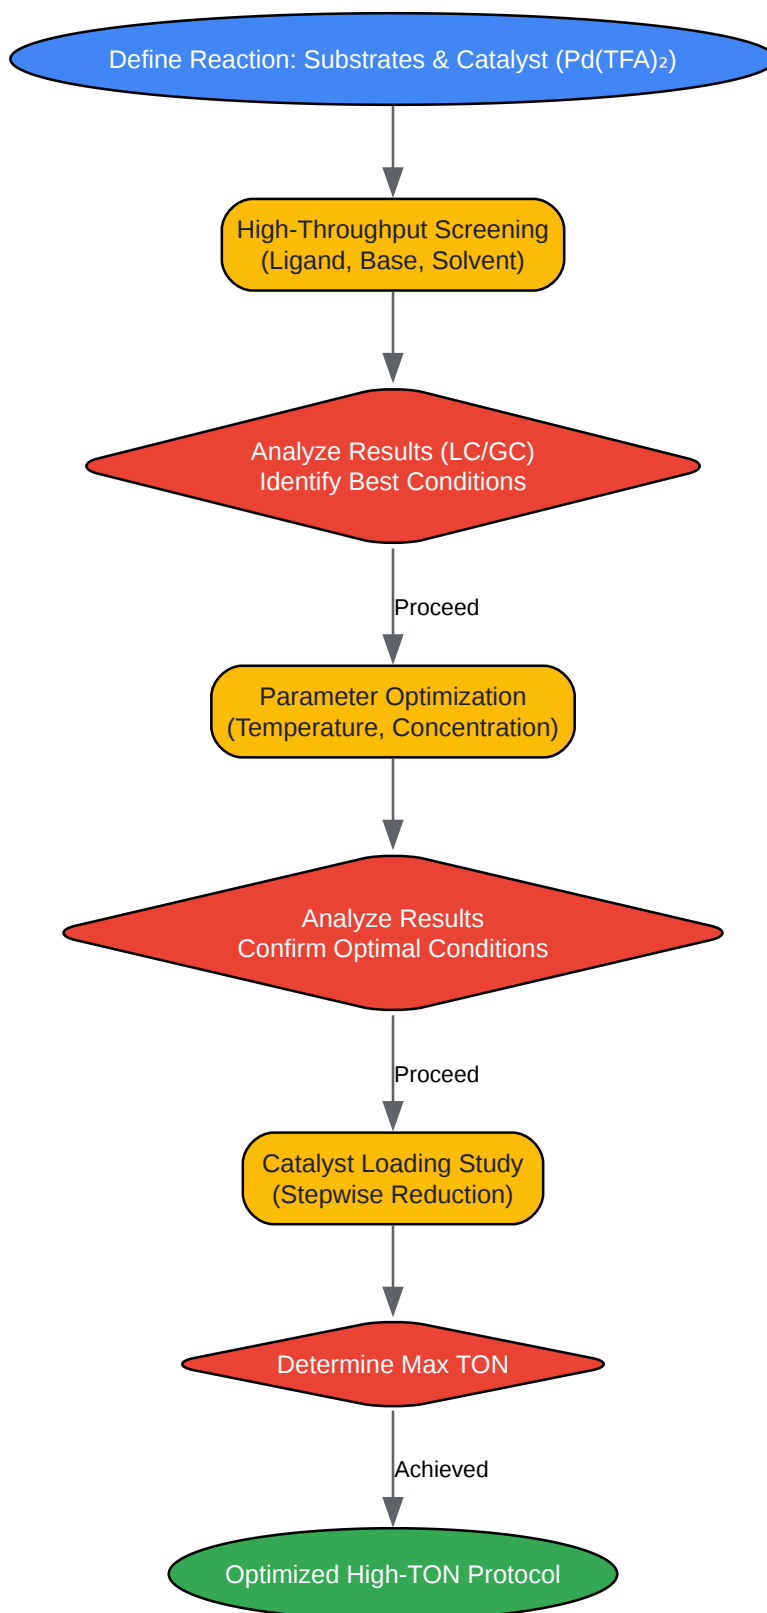 Define Reaction: Substrates & Catalyst (Pd(TFA)₂)
High-Throughput Screening
(Ligand, Base, Solvent)
Analyze Results (LC/GC)
Identify Best Conditions
Proceed
Parameter Optimization
(Temperature, Concentration)
Analyze Results
Confirm Optimal Conditions
Proceed
Catalyst Loading Study
(Stepwise Reduction)
Determine Max TON
Achieved
Optimized High-TON Protocol